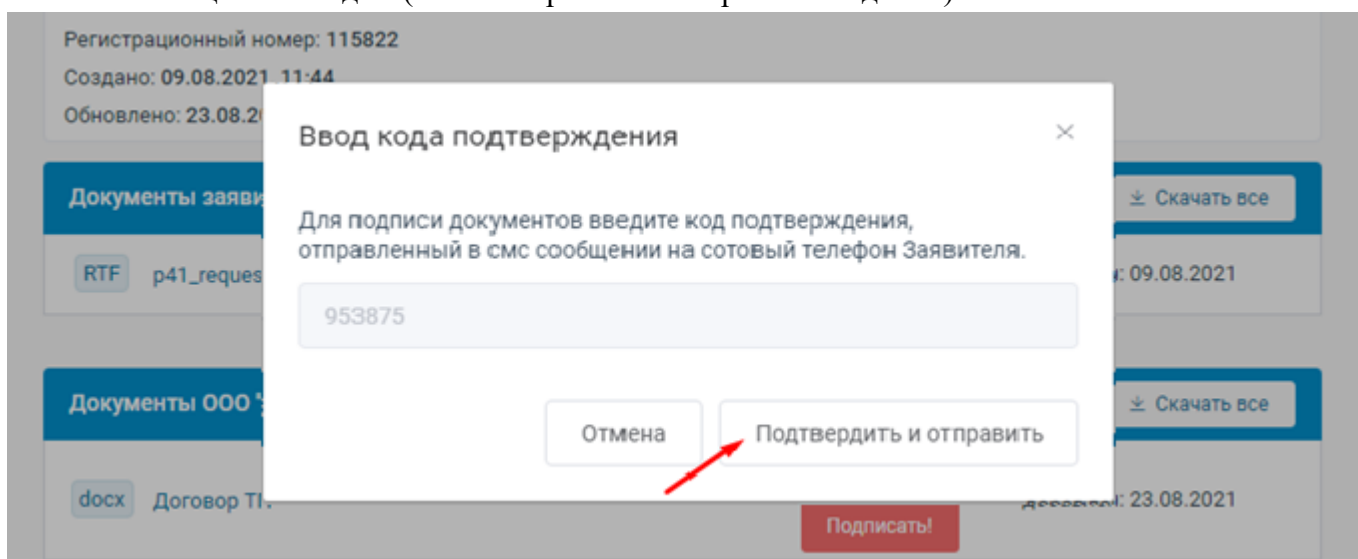 Регистрационный номер: 115822
Создано: 09.08.2021, 11:44
Обновлено: 23.08.2
Ввод кода подтверждения
Документы заяви
Скачать все
Для подписи документов введите код подтверждения,
отправленный в смс сообщении на сотовый телефон Заявителя.
RTF p41_reques
: 09.08.2021
953875
Документы ООО "
Скачать все
Отмена
Подтвердить и отправить
docx Договор ТП
: 23.08.2021
Подписать!